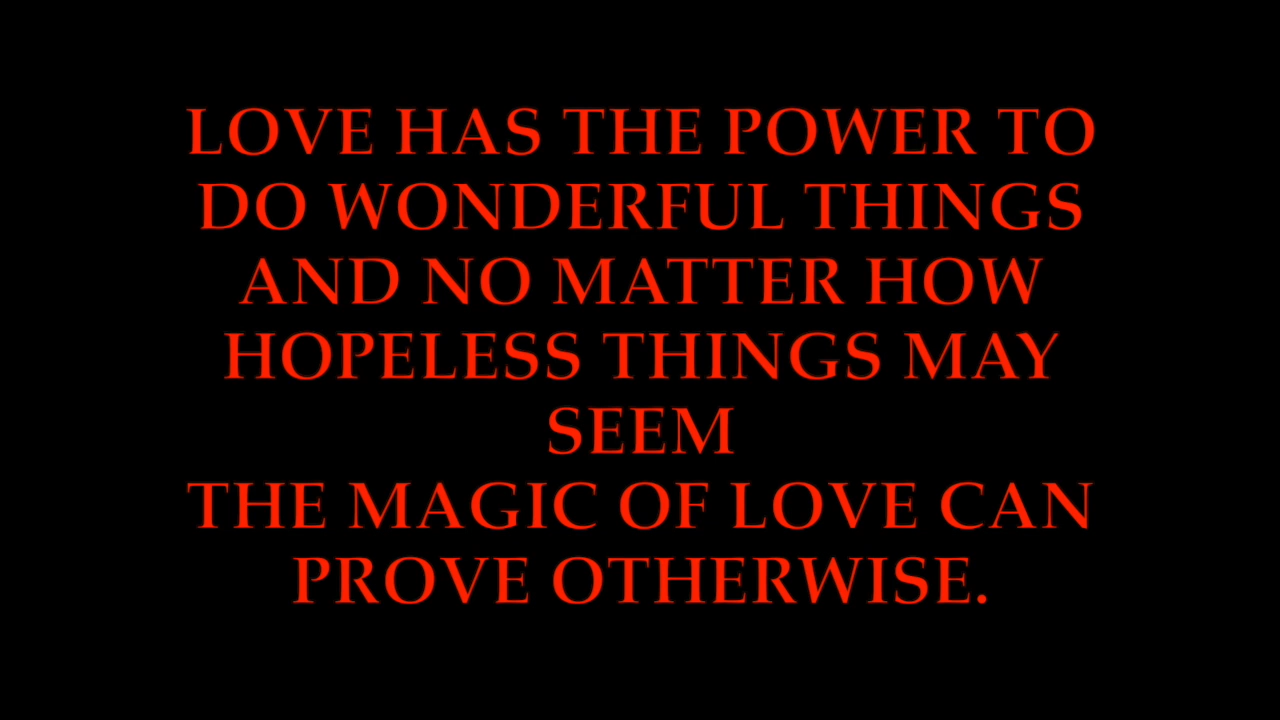 LOVE HAS THE POWER TO
DO WONDERFUL THINGS
AND NO MATTER HOW
HOPELESS THINGS MAY
SEEM
THE MAGIC OF LOVE CAN
PROVE OTHERWISE.